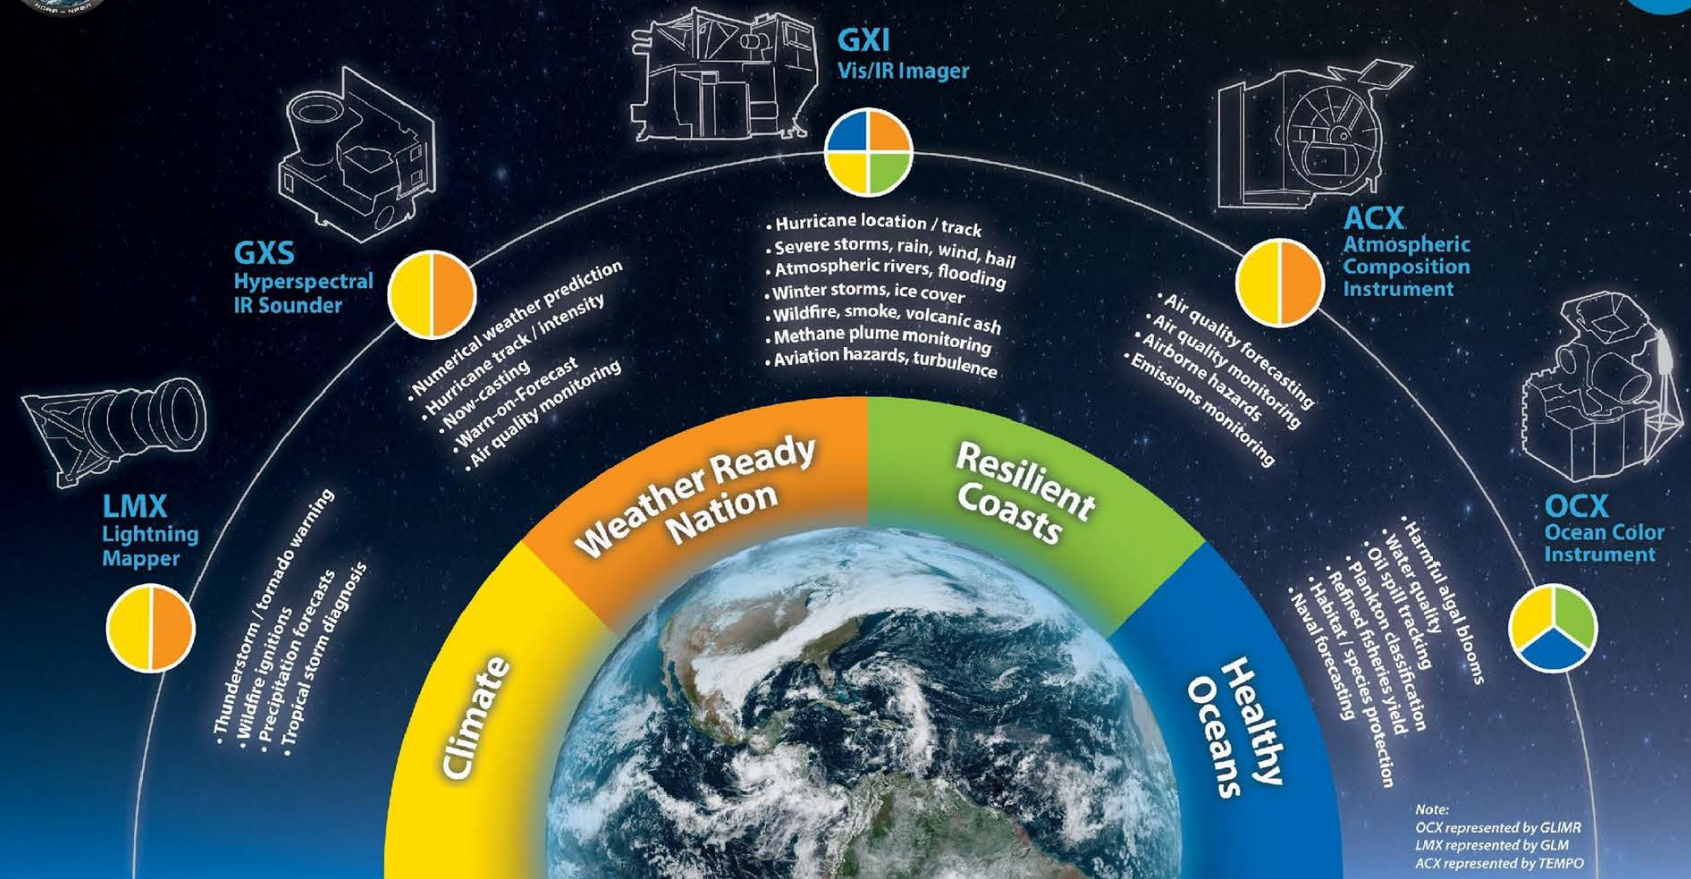 GXI
Vis/IR Imager
• Hurricane location / track
• Severe storms, rain, wind, hail
• Atmospheric rivers, flooding
• Winter storms, ice cover
• Wildfire, smoke, volcanic ash
• Methane plume monitoring
• Aviation hazards, turbulence
GXS
Hyperspectral
IR Sounder
• Numerical weather prediction
• Hurricane track / intensity
• Now-casting
• Warn-on-Forecast
• Air quality monitoring
ACX
Atmospheric
Composition
Instrument
• Air quality forecasting
• Air quality monitoring
• Airborne hazards
• Emissions monitoring
LMX
Lightning
Mapper
• Thunderstorm / tornado warning
• Wildfire ignitions
• Precipitation forecasts
• Tropical storm diagnosis
OCX
Ocean Color
Instrument
• Harmful algal blooms
• Water quality
• Oil spill tracking
• Plankton classification
• Refined fisheries yield
• Habitat / species protection
• Naval forecasting
Climate
Weather Ready
Nation
Resilient
Coasts
Healthy
Oceans
Note:
OCX represented by GLIMR
LMX represented by GLM
ACX represented by TEMPO